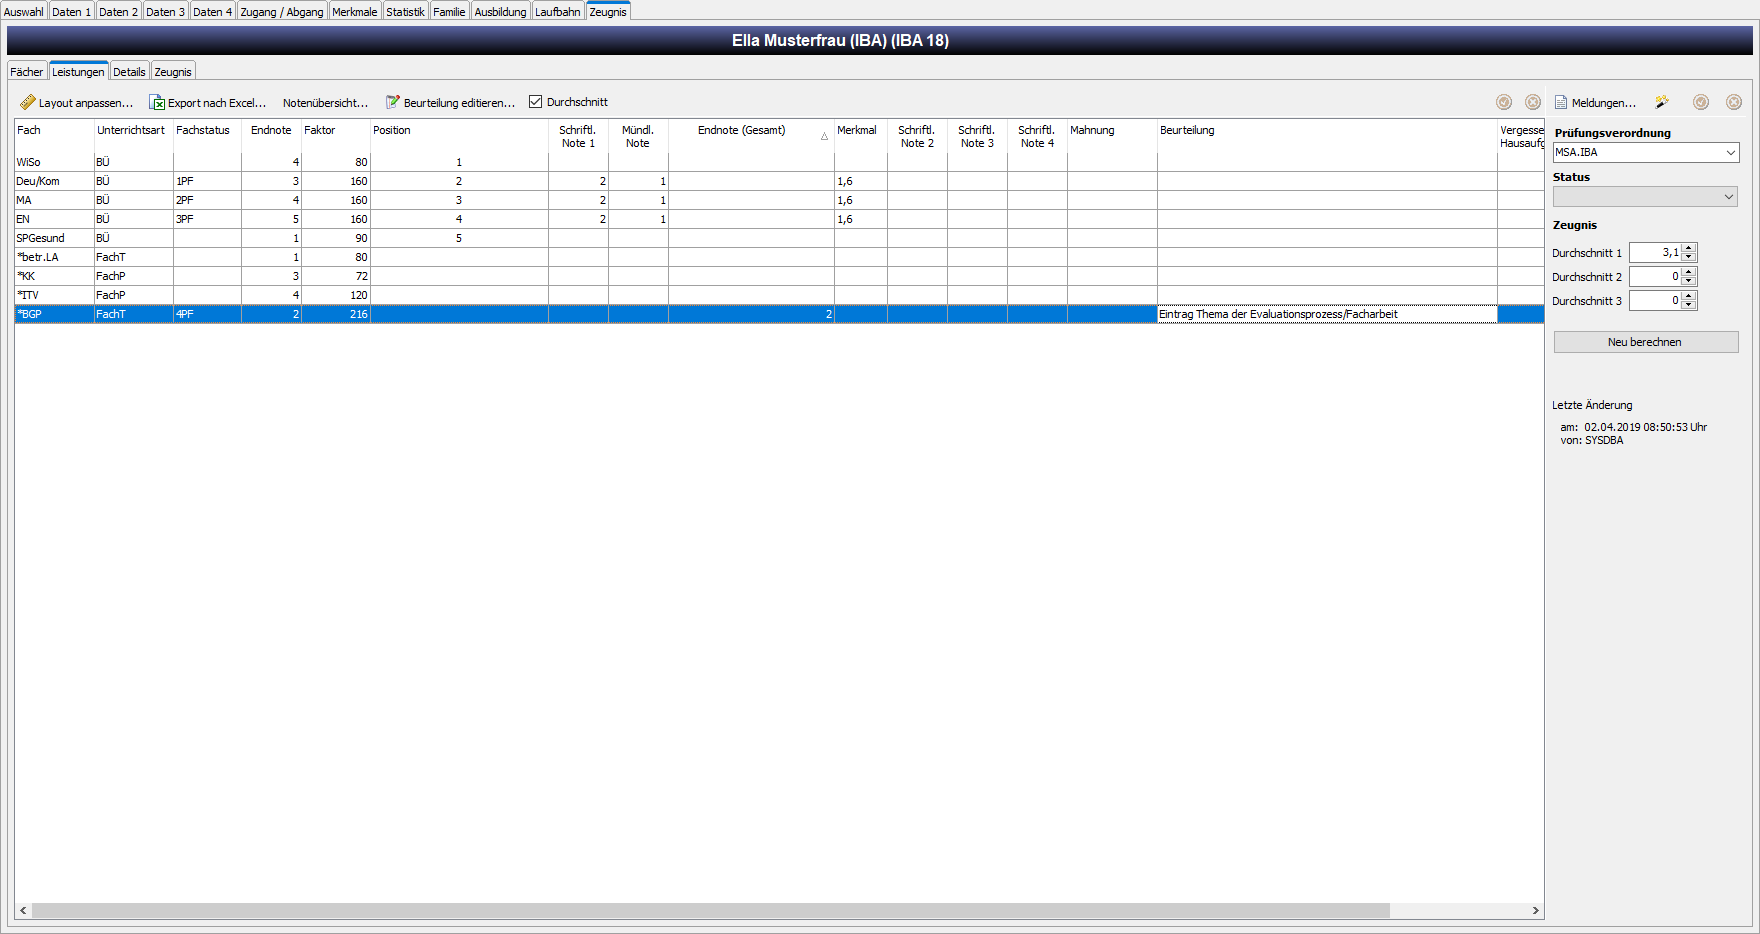 Auswahl Daten 1 Daten 2 Daten 3 Daten 4 Zugang / Abgang Merkmale Statistik Familie Ausbildung Laufbahn Zeugnis
Ella Musterfrau (IBA) (IBA 18)
Fächer Leistungen Details Zeugnis
Layout anpassen... Export nach Excel... Notenübersicht... Beurteilung editieren... Durchschnitt
Fach Unterrichtsart Fachstatus Endnote Faktor Position Schriftl. Note 1 Mündl. Note Endnote (Gesamt) Merkmal Schriftl. Note 2 Schriftl. Note 3 Schriftl. Note 4 Mahnung Beurteilung Vergesse Hausaufg
WiSo BÜ 4 80 1
Deu/Kom BÜ 1PF 3 160 2 2 1 1,6
MA BÜ 2PF 4 160 3 2 1 1,6
EN BÜ 3PF 5 160 4 2 1 1,6
SPGesund BÜ 1 90 5
*betr.LA FachT 1 80
*KK FachP 3 72
*ITV FachP 4 120
*BGP FachT 4PF 2 216 2 Eintrag Thema der Evaluationsprozess/Facharbeit
Meldungen...
Prüfungsverordnung
MSA.IBA
Status
Zeugnis
Durchschnitt 1 3,1
Durchschnitt 2 0
Durchschnitt 3 0
Neu berechnen
Letzte Änderung
am: 02.04.2019 08:50:53 Uhr
von: SYSDBA